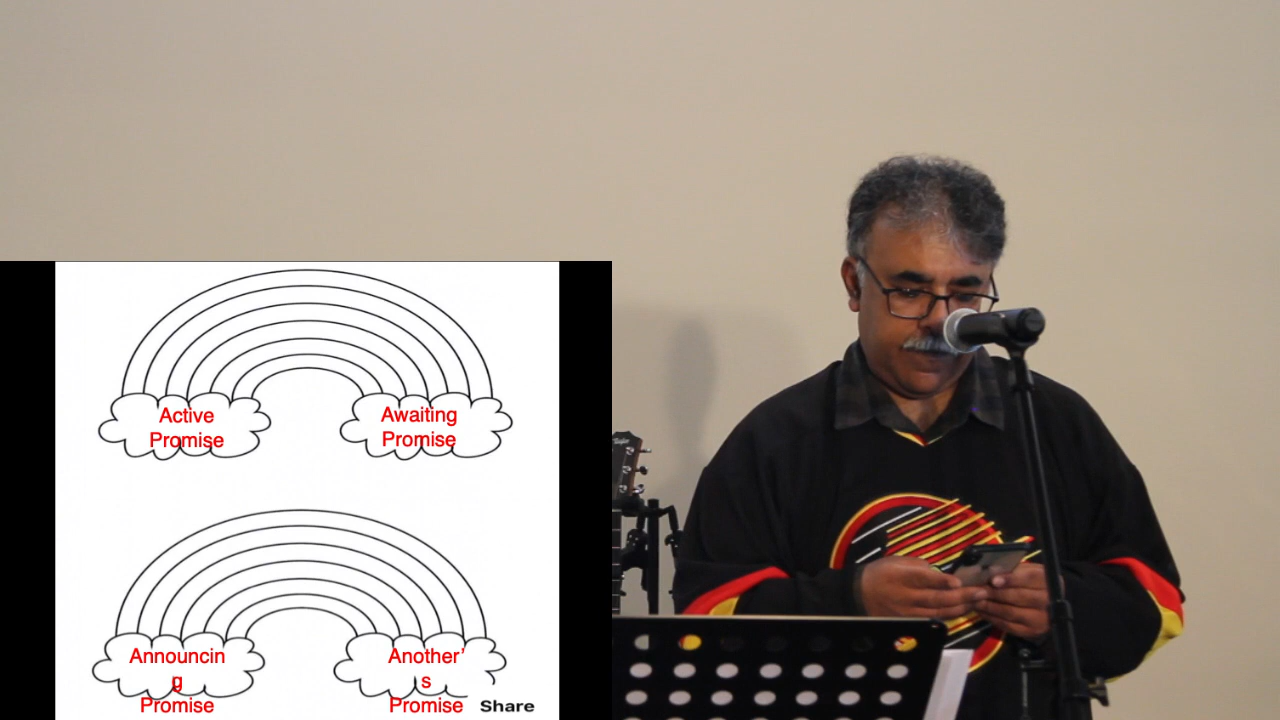 Active
Promise
Awaiting
Promise
Announcin
g
Promise
Another'
s
Promise
Share